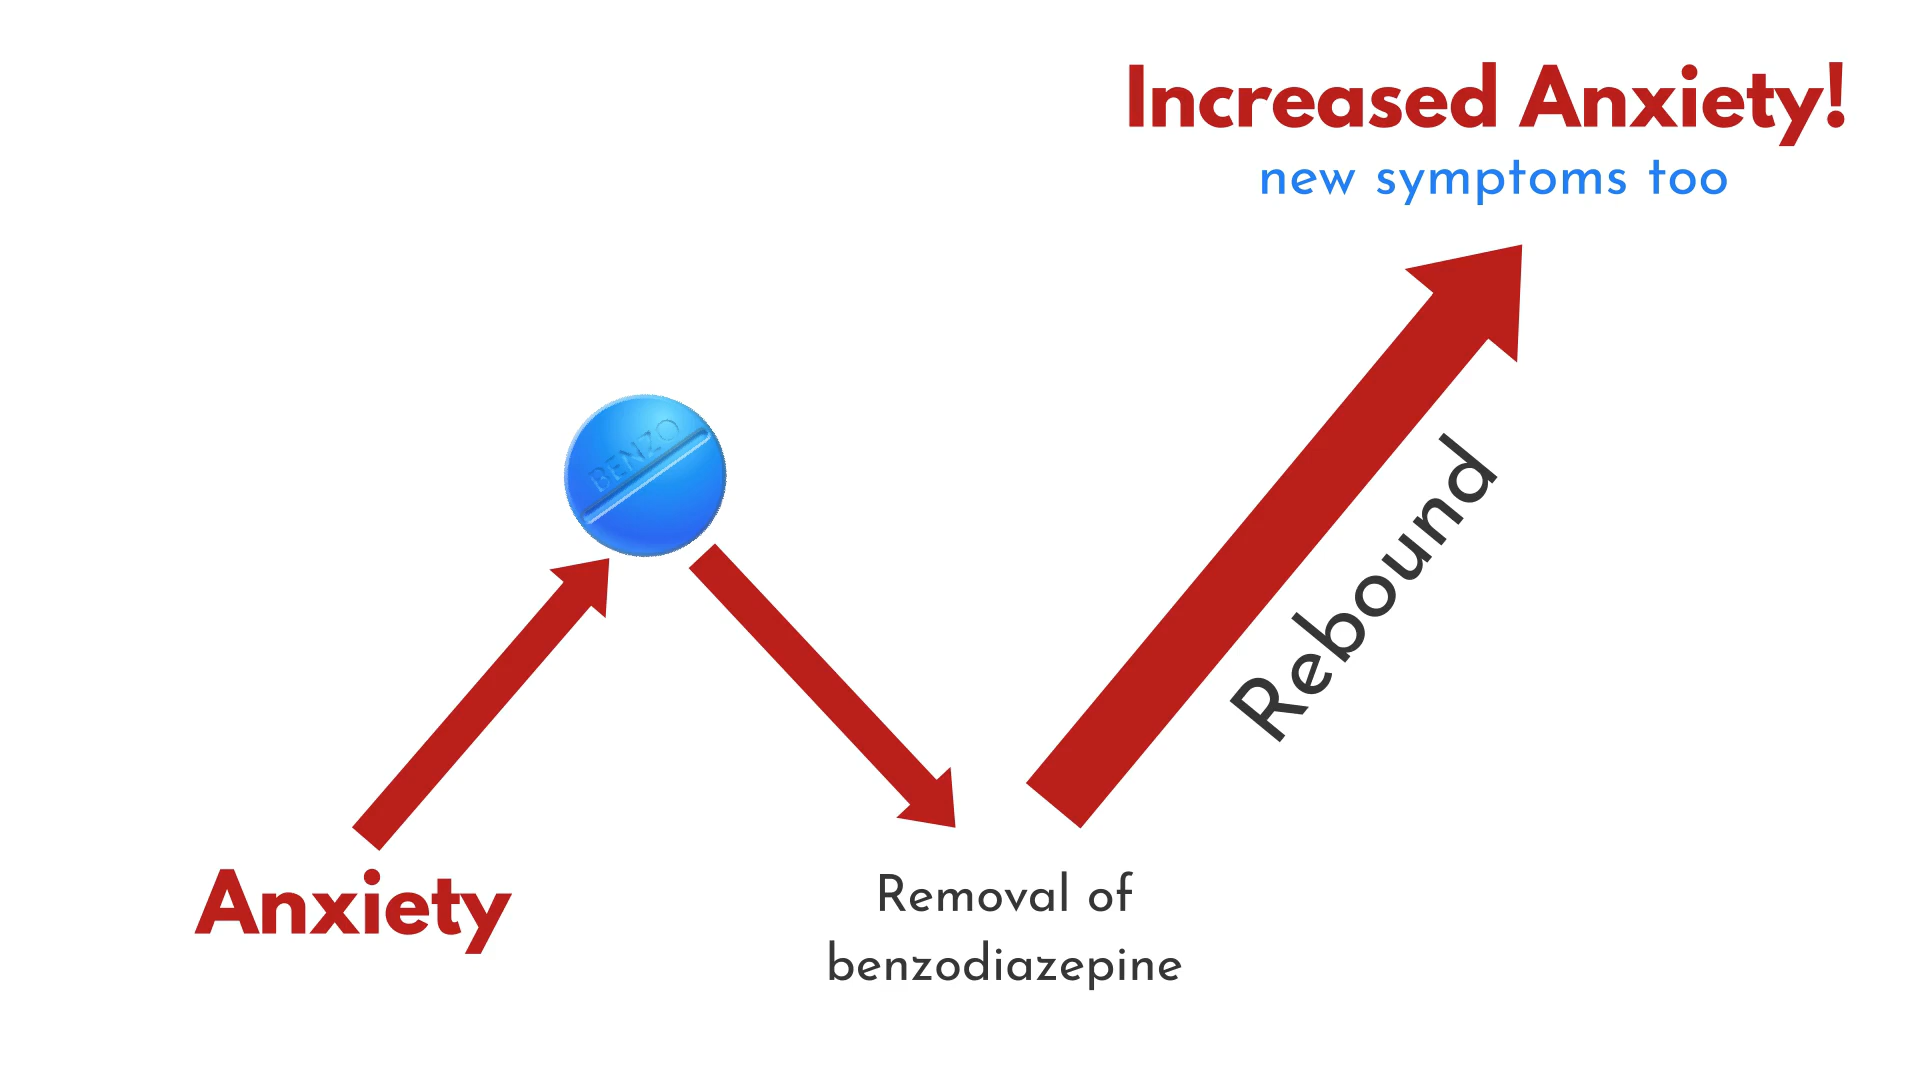 Increased Anxiety!
new symptoms too
BENZO
Rebound
Anxiety
Removal of
benzodiazepine